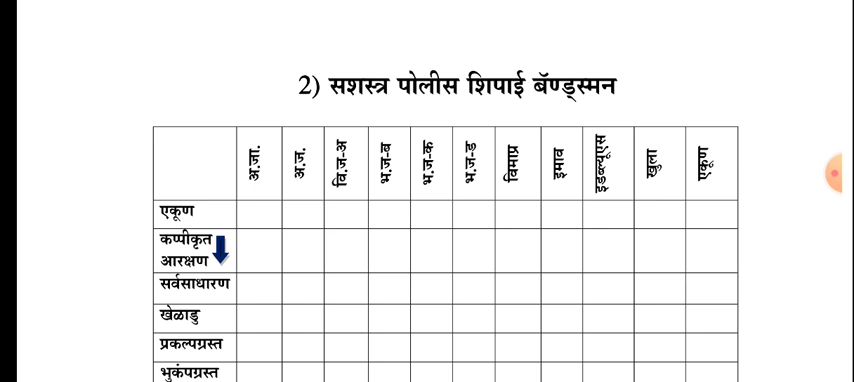 2) सशस्त्र पोलीस शिपाई बॅण्ड्स्मन
अ.जा. अ.ज. वि.ज-अ भ.ज-ब भ.ज-क भ.ज-ड विमाप्र इमाव इडब्ल्यूएस खुला एकूण
एकूण
कप्पीकृत
आरक्षण
सर्वसाधारण
खेळाडु
प्रकल्पग्रस्त
भुकंपग्रस्त